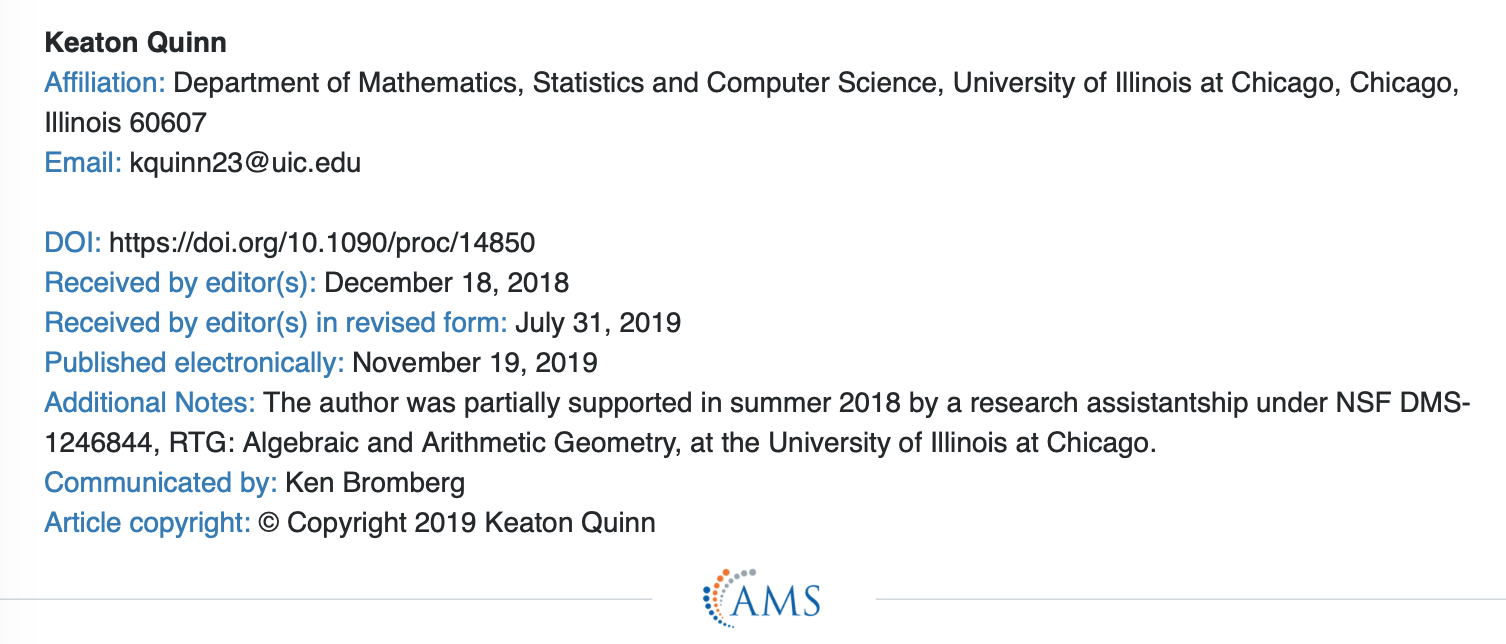 Keaton Quinn
Affiliation: Department of Mathematics, Statistics and Computer Science, University of Illinois at Chicago, Chicago,
Illinois 60607
Email: kquinn23@uic.edu
DOI: https://doi.org/10.1090/proc/14850
Received by editor(s): December 18, 2018
Received by editor(s) in revised form: July 31, 2019
Published electronically: November 19, 2019
Additional Notes: The author was partially supported in summer 2018 by a research assistantship under NSF DMS-
1246844, RTG: Algebraic and Arithmetic Geometry, at the University of Illinois at Chicago.
Communicated by: Ken Bromberg
Article copyright: © Copyright 2019 Keaton Quinn
AMS